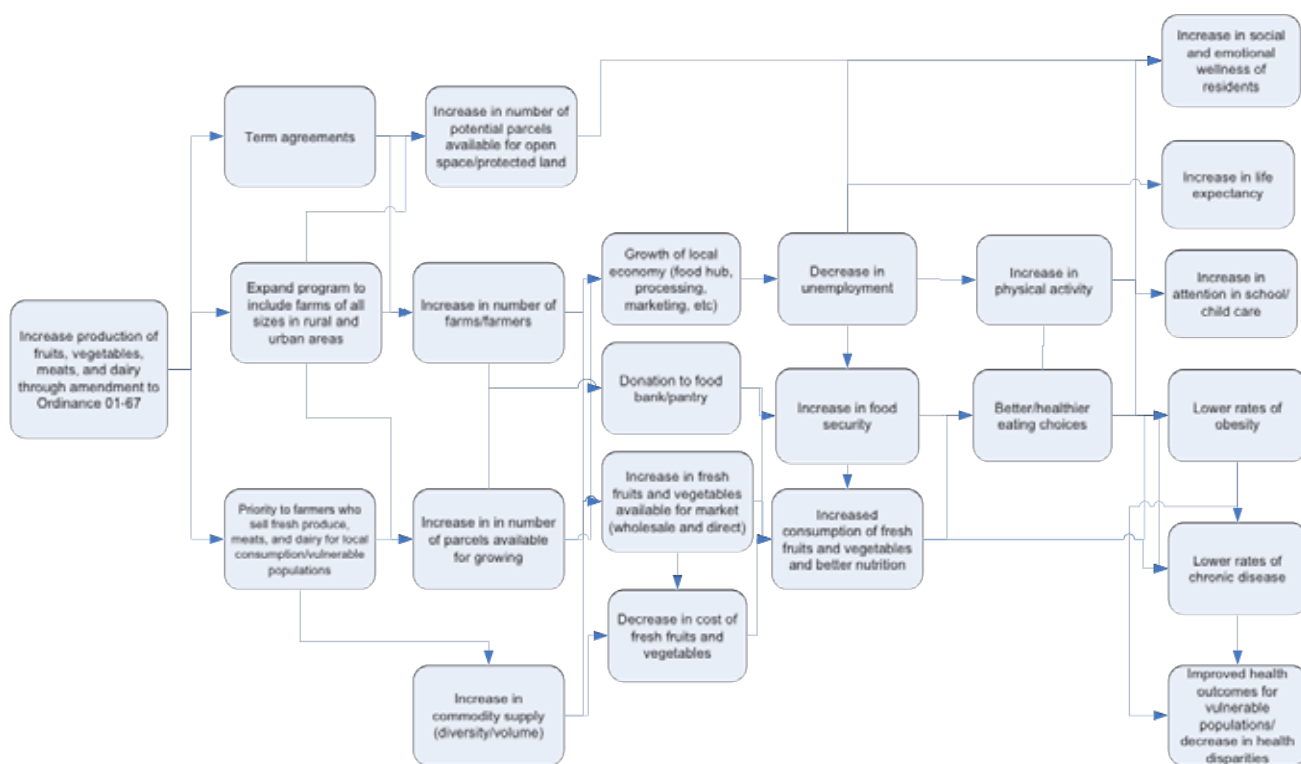 Increase in social
and emotional
wellness of
residents
Term agreements
Increase in number of
potential parcels
available for open
space/protected land
Increase in life
expectancy
Expand program to
include farms of all
sizes in rural and
urban areas
Increase in number of
farms/farmers
Growth of local
economy (food hub,
processing,
marketing, etc)
Decrease in
unemployment
Increase in
physical activity
Increase in
attention in school/
child care
Increase production of
fruits, vegetables,
meats, and dairy
through amendment to
Ordinance 01-67
Donation to food
bank/pantry
Increase in food
security
Better/healthier
eating choices
Lower rates of
obesity
Priority to farmers who
sell fresh produce,
meats, and dairy for local
consumption/vulnerable
populations
Increase in in number
of parcels available
for growing
Increase in fresh
fruits and vegetables
available for market
(wholesale and direct)
Increased
consumption of fresh
fruits and vegetables
and better nutrition
Lower rates of
chronic disease
Decrease in cost of
fresh fruits and
vegetables
Increase in
commodity supply
(diversity/volume)
Improved health
outcomes for
vulnerable
populations/
decrease in health
disparities